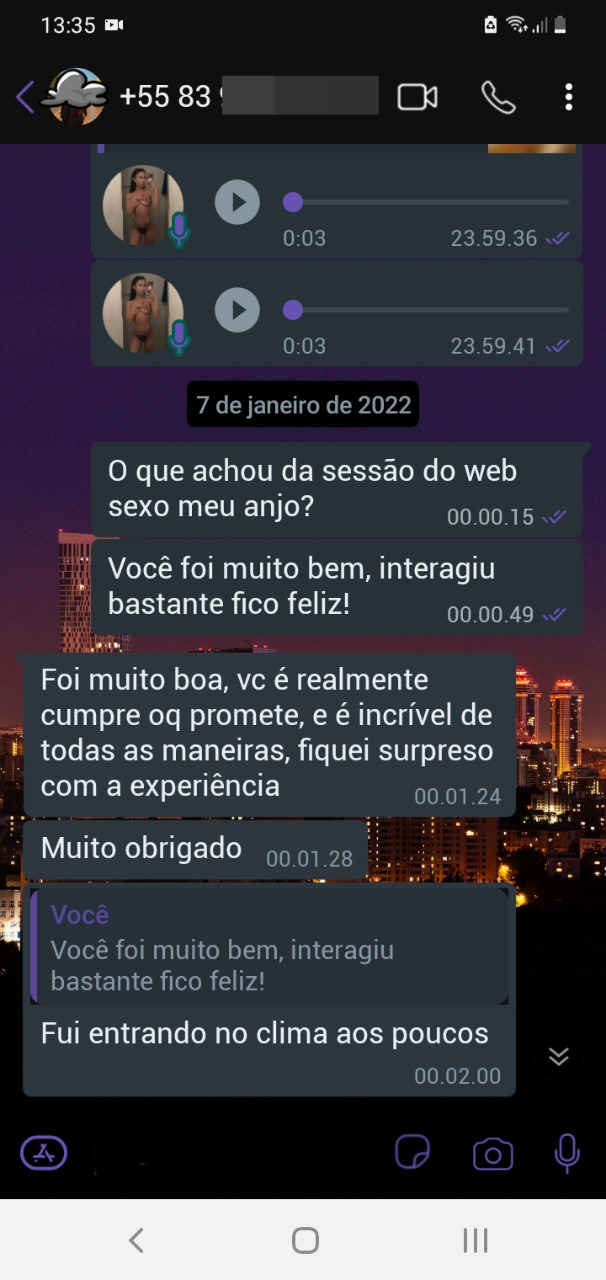 13:35
+55 83 9
0:03 23.59.36
0:03 23.59.41
7 de janeiro de 2022
O que achou da sessão do web
sexo meu anjo?
00.00.15
Você foi muito bem, interagiu
bastante fico feliz!
00.00.49
Foi muito boa, vc é realmente
cumpre oq promete, e é incrível de
todas as maneiras, fiquei surpreso
com a experiência
00.01.24
Muito obrigado 00.01.28
Você
Você foi muito bem, interagiu
bastante fico feliz!
Fui entrando no clima aos poucos
00.02.00